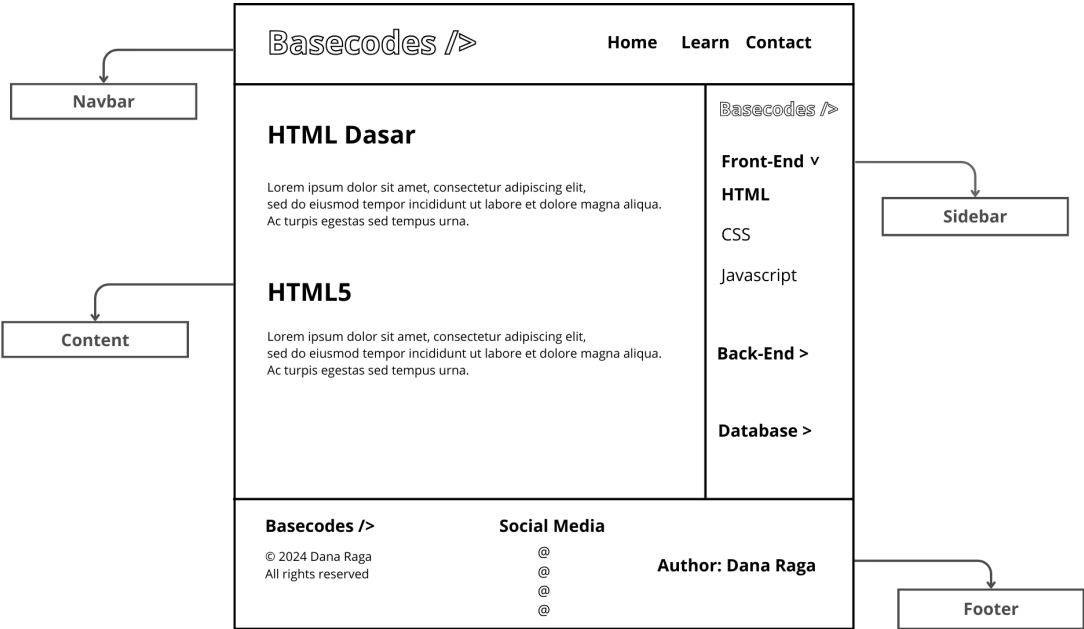 Basecodes />
Home Learn Contact
Navbar
Basecodes />
HTML Dasar
Front-End ˅
Lorem ipsum dolor sit amet, consectetur adipiscing elit,
sed do eiusmod tempor incididunt ut labore et dolore magna aliqua.
Ac turpis egestas sed tempus urna.
HTML
CSS
Javascript
Sidebar
HTML5
Lorem ipsum dolor sit amet, consectetur adipiscing elit,
sed do eiusmod tempor incididunt ut labore et dolore magna aliqua.
Ac turpis egestas sed tempus urna.
Content
Back-End >
Database >
Basecodes />
© 2024 Dana Raga
All rights reserved
Social Media
@
@
@
@
Author: Dana Raga
Footer